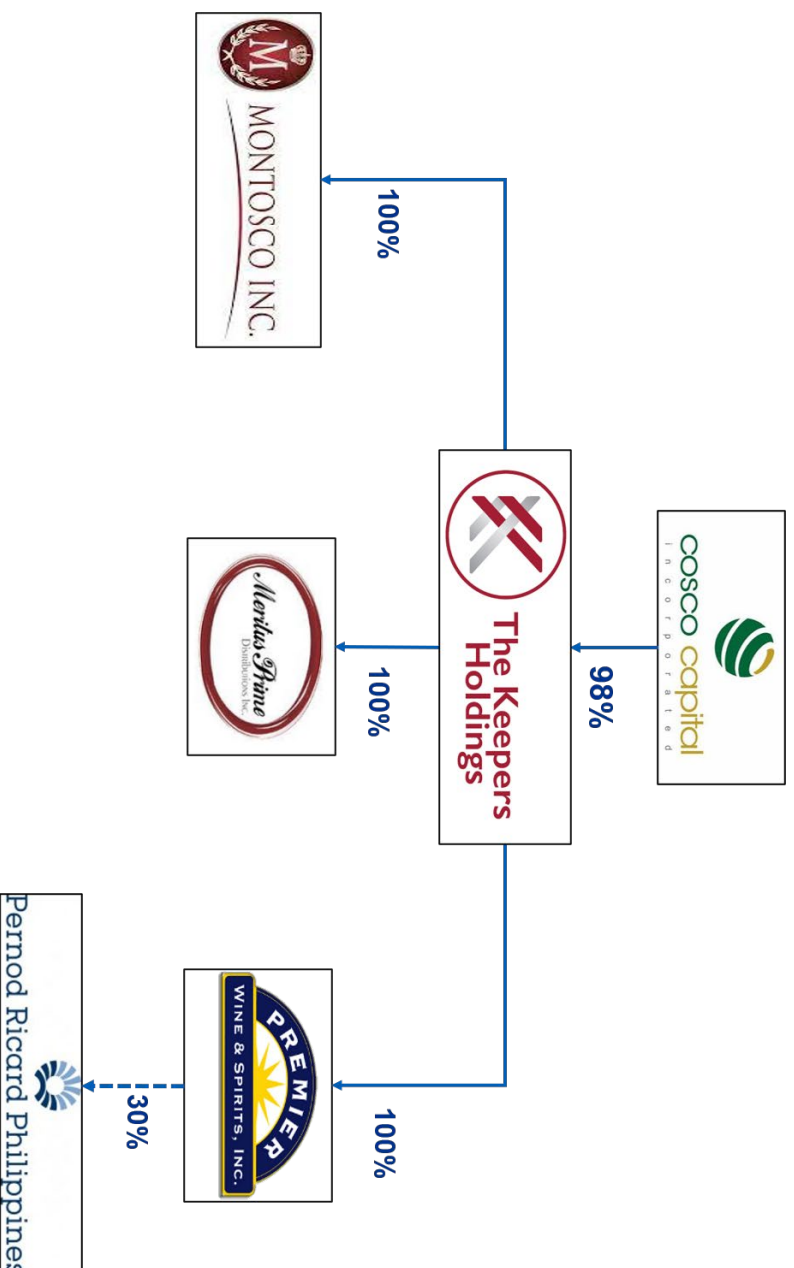 COSCO CAPITAL
incorporated
98%
The Keepers
Holdings
100%
100%
100%
M
MONTOSCO INC.
Meritus Prime
DISTRIBUTIONS INC.
PREMIER
WINE & SPIRITS, INC.
30%
Pernod Ricard Philippines